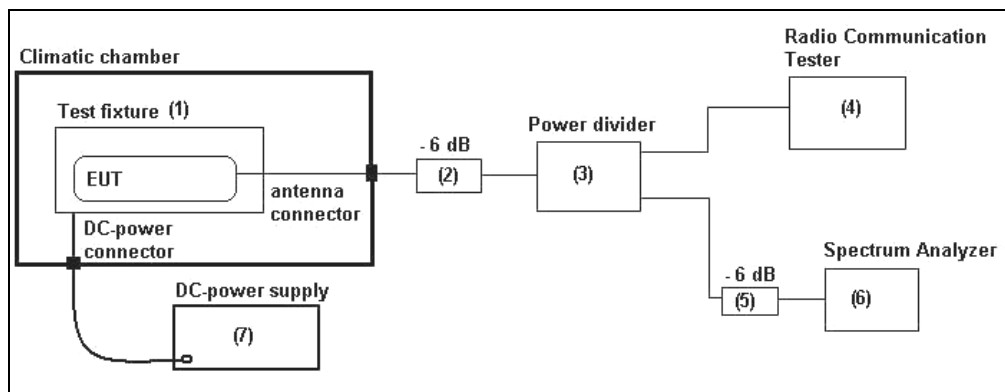 Climatic chamber
Test fixture (1)
EUT
antenna
connector
DC-power
connector
DC-power supply
(7)
- 6 dB
(2)
Power divider
(3)
Radio Communication
Tester
(4)
- 6 dB
(5)
Spectrum Analyzer
(6)